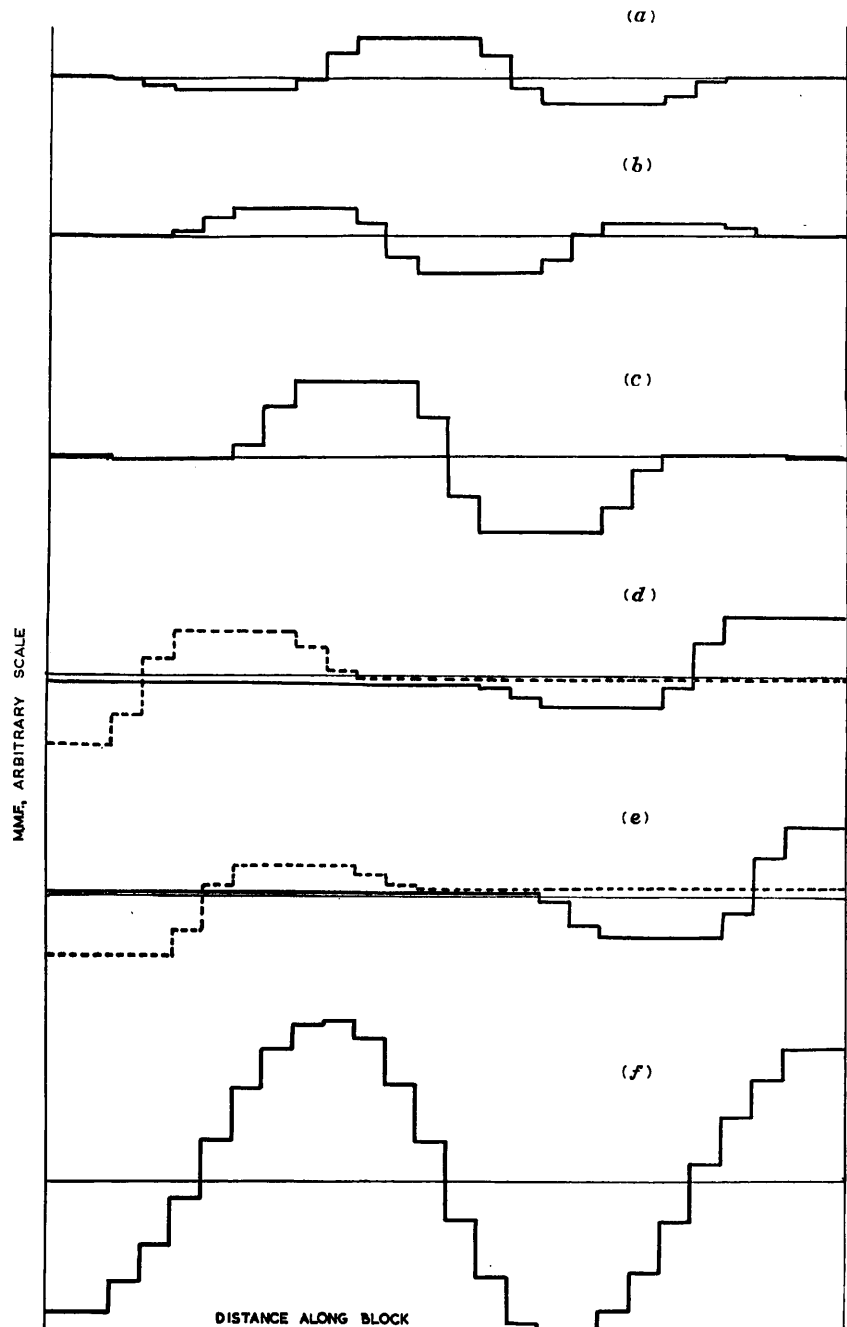 (a)
(b)
(c)
(d)
(e)
(f)
M.M.F., ARBITRARY SCALE
DISTANCE ALONG BLOCK